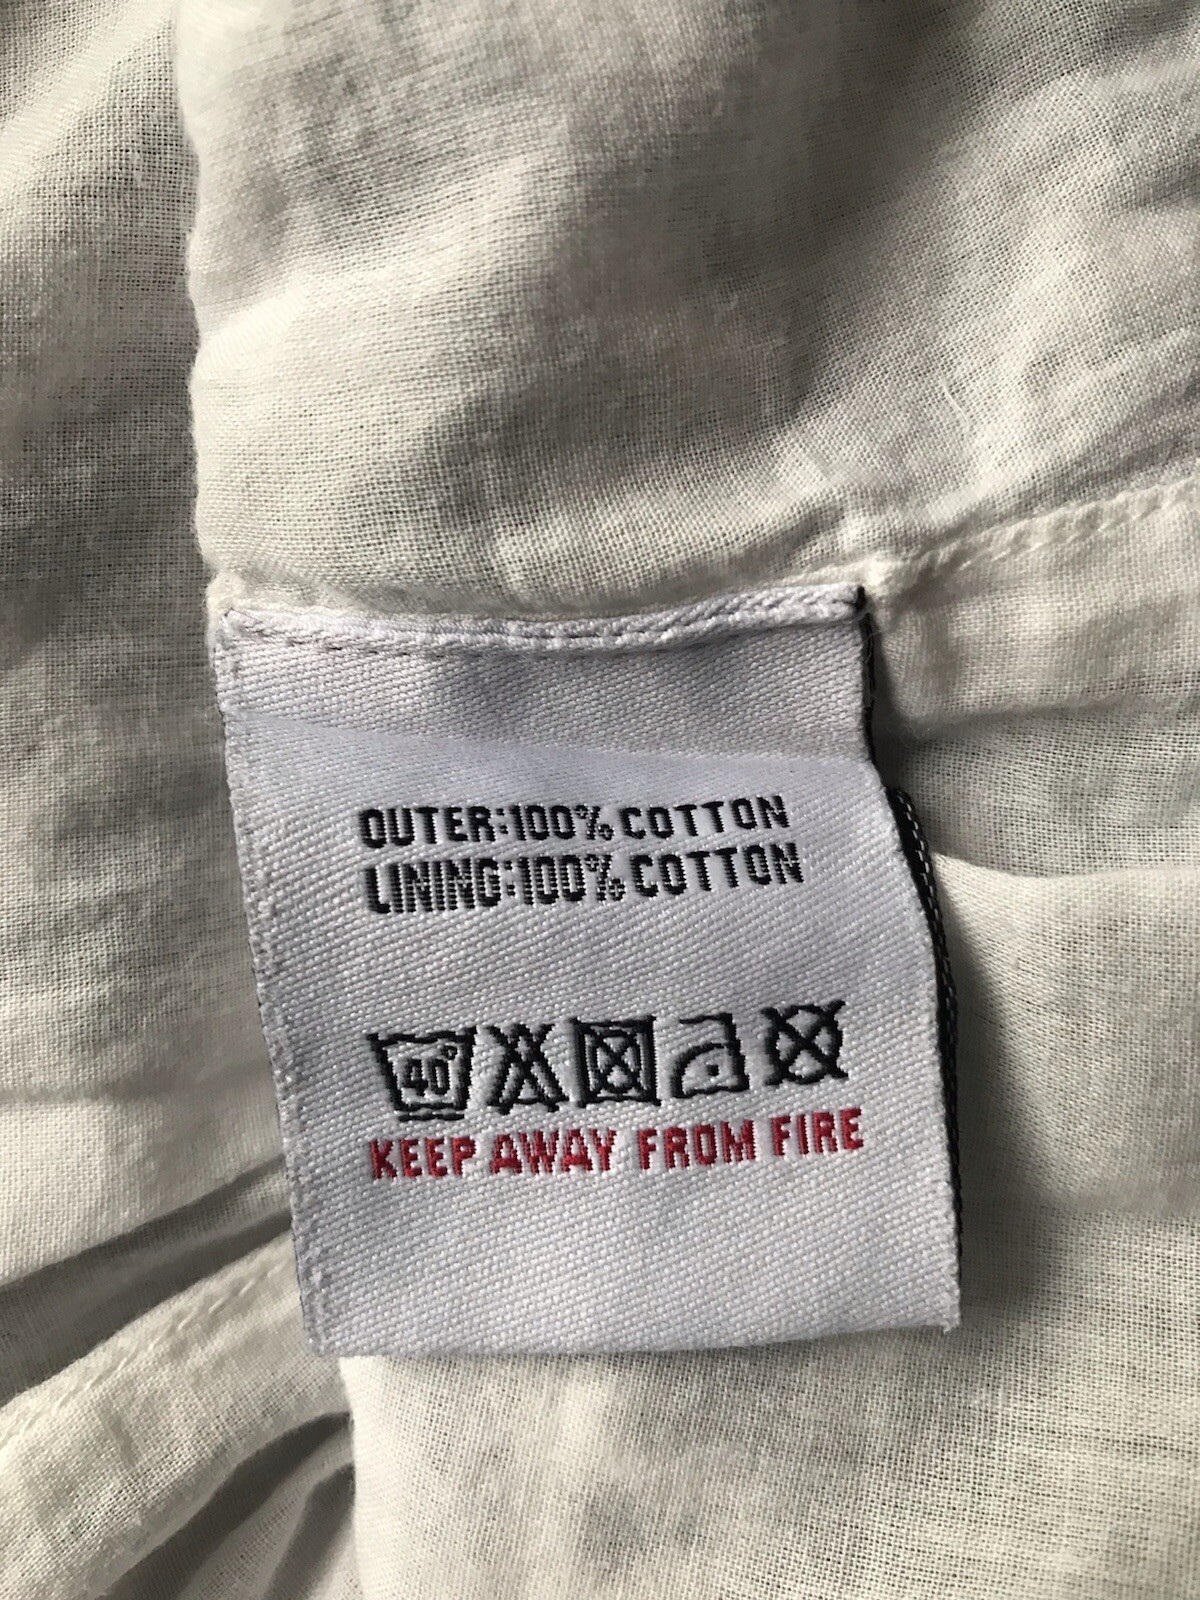 OUTER:100% COTTON
LINING:100% COTTON
40°
KEEP AWAY FROM FIRE